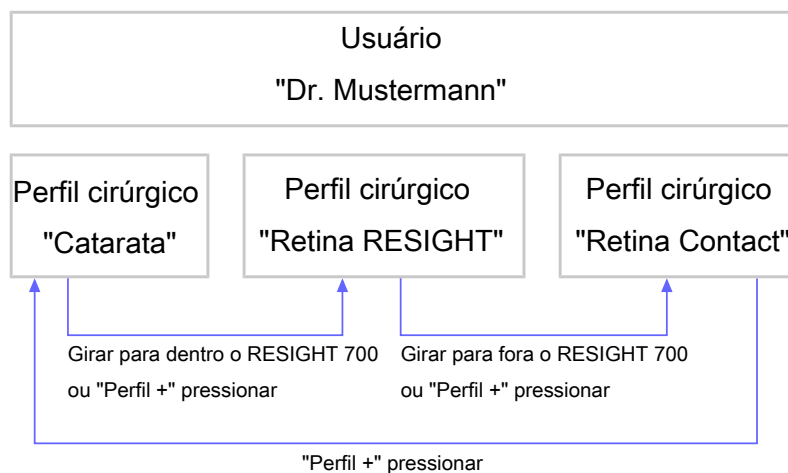 Usuário
"Dr. Mustermann"
Perfil cirúrgico
"Catarata"
Perfil cirúrgico
"Retina RESIGHT"
Perfil cirúrgico
"Retina Contact"
Girar para dentro o RESIGHT 700
ou "Perfil +" pressionar
Girar para fora o RESIGHT 700
ou "Perfil +" pressionar
"Perfil +" pressionar